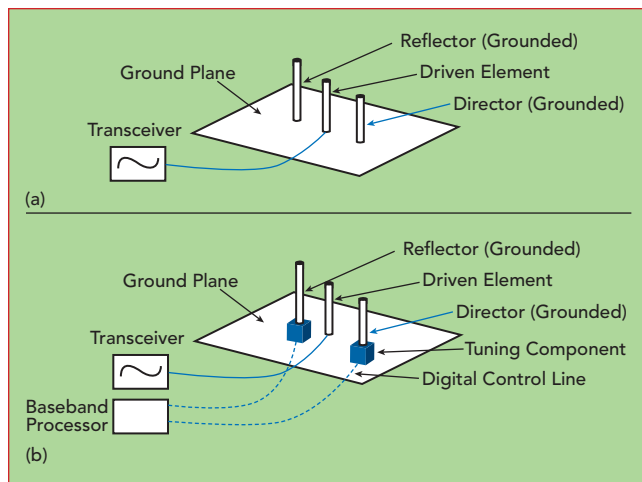 Reflector (Grounded)
Ground Plane
Driven Element
Director (Grounded)
Transceiver
(a)
Reflector (Grounded)
Ground Plane
Driven Element
Director (Grounded)
Transceiver
Tuning Component
Digital Control Line
Baseband
Processor
(b)